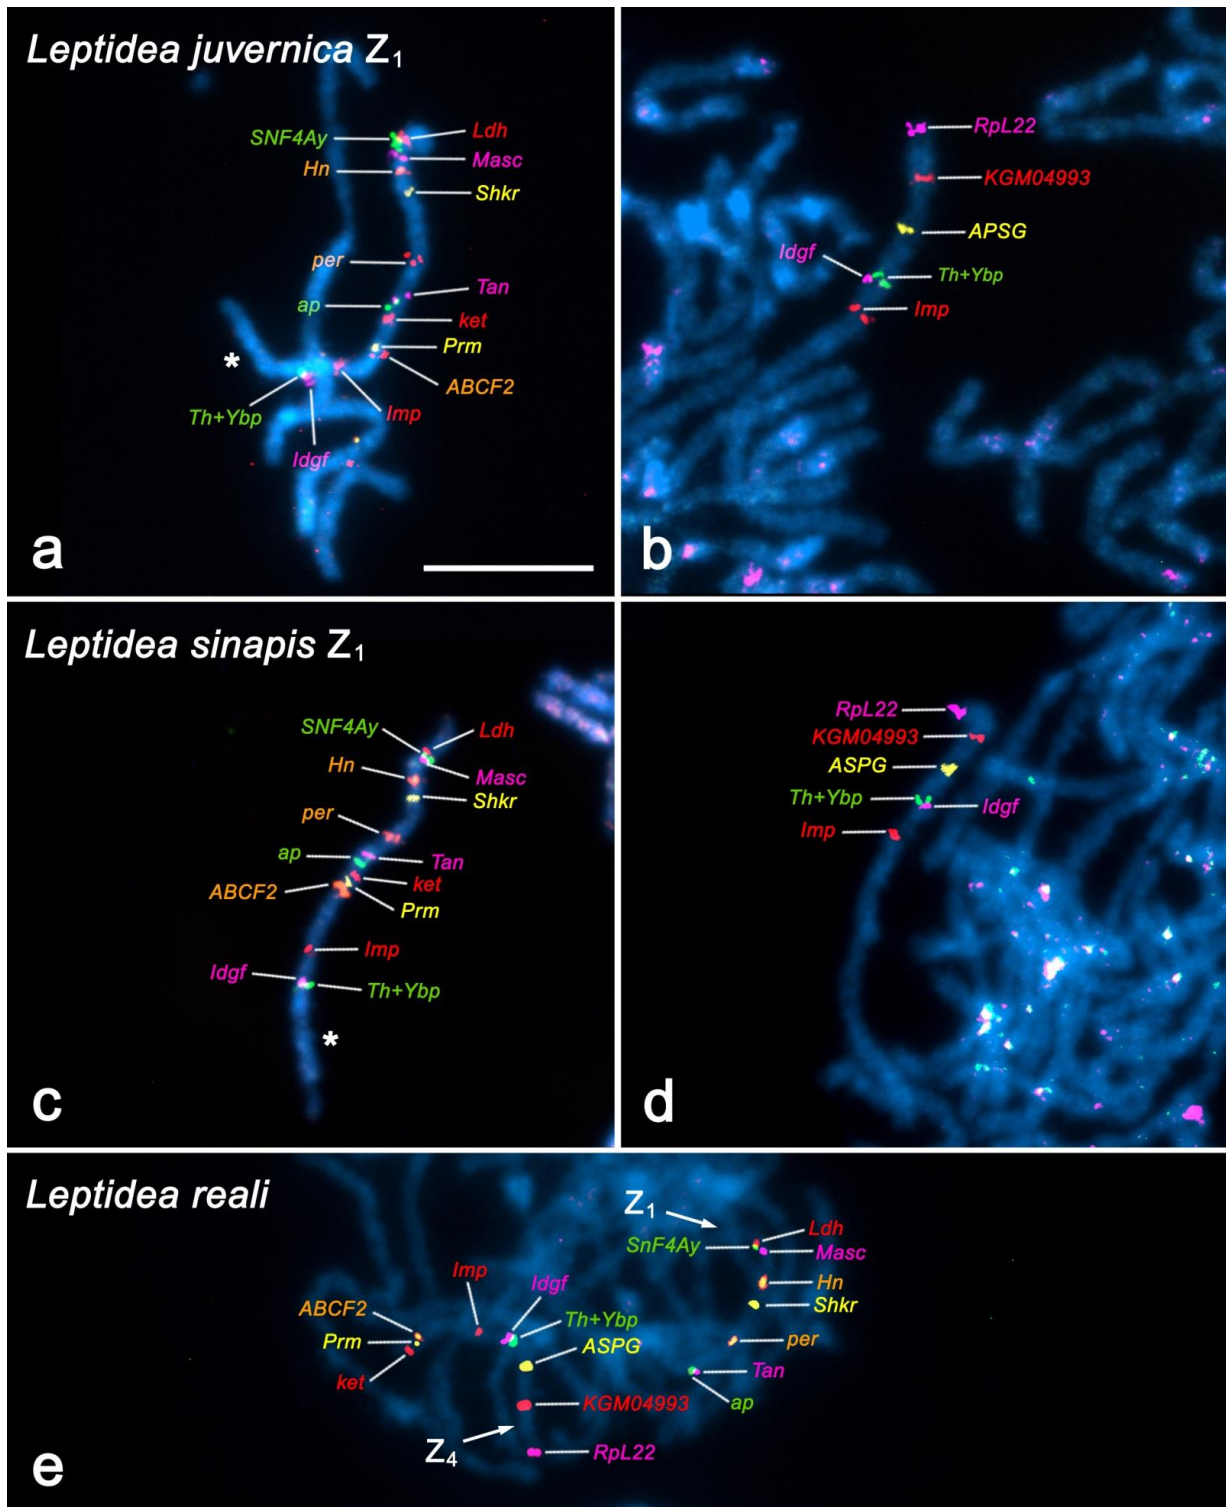 Leptidea juvernica Z1
SNF4Ay
Ldh
Masc
Hn
Shkr
per
Tan
ap
ket
Prm
*
ABCF2
Th+Ybp
Imp
Idgf
a
RpL22
KGM04993
APSG
Idgf
Th+Ybp
Imp
b
Leptidea sinapis Z1
SNF4Ay
Ldh
Hn
Masc
Shkr
per
ap
Tan
ket
ABCF2
Prm
Imp
Idgf
Th+Ybp
*
c
RpL22
KGM04993
ASPG
Th+Ybp
Idgf
Imp
d
Leptidea reali
Z1
Ldh
SnF4Ay
Masc
Imp
Idgf
Hn
ABCF2
Th+Ybp
Shkr
Prm
ASPG
per
ket
Tan
ap
KGM04993
Z4
RpL22
e